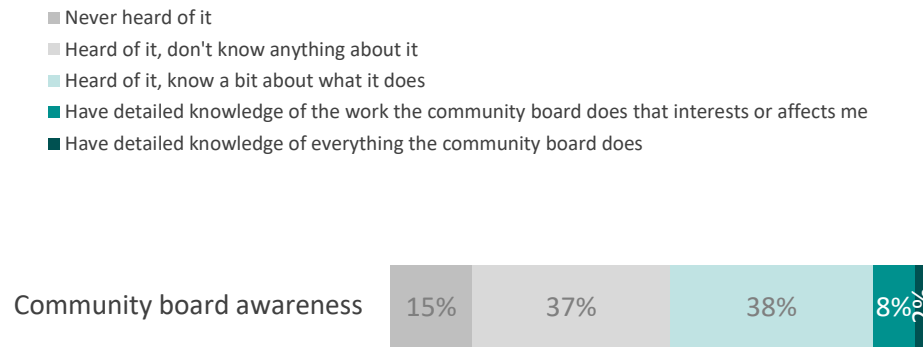 Never heard of it
Heard of it, don't know anything about it
Heard of it, know a bit about what it does
Have detailed knowledge of the work the community board does that interests or affects me
Have detailed knowledge of everything the community board does
Community board awareness 15% 37% 38% 8% 2%